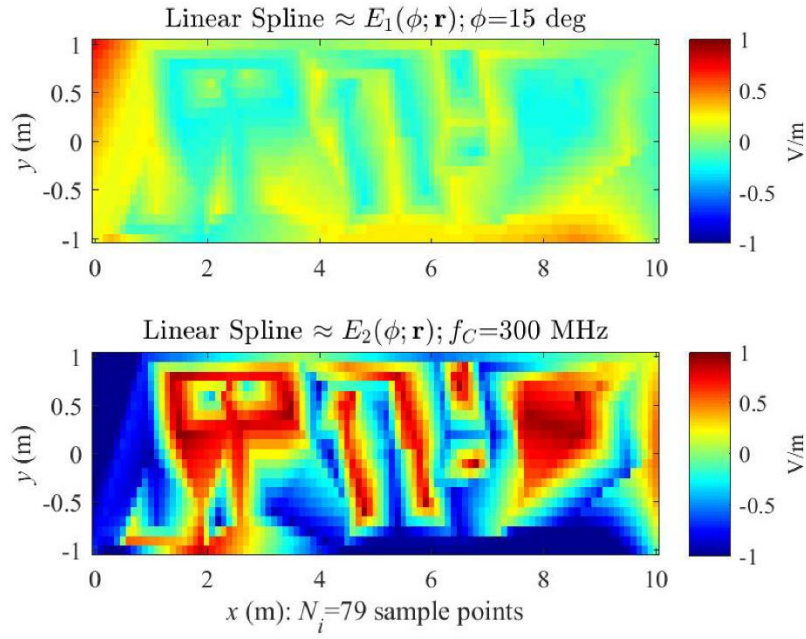 Linear Spline ≈ E₁(ϕ; r); ϕ=15 deg
1
0.5
0
-0.5
-1
y (m)
0 2 4 6 8 10
1
0.5
0
-0.5
-1
V/m
Linear Spline ≈ E₂(ϕ; r); f_C=300 MHz
1
0.5
0
-0.5
-1
y (m)
0 2 4 6 8 10
1
0.5
0
-0.5
-1
V/m
x (m): N_i=79 sample points